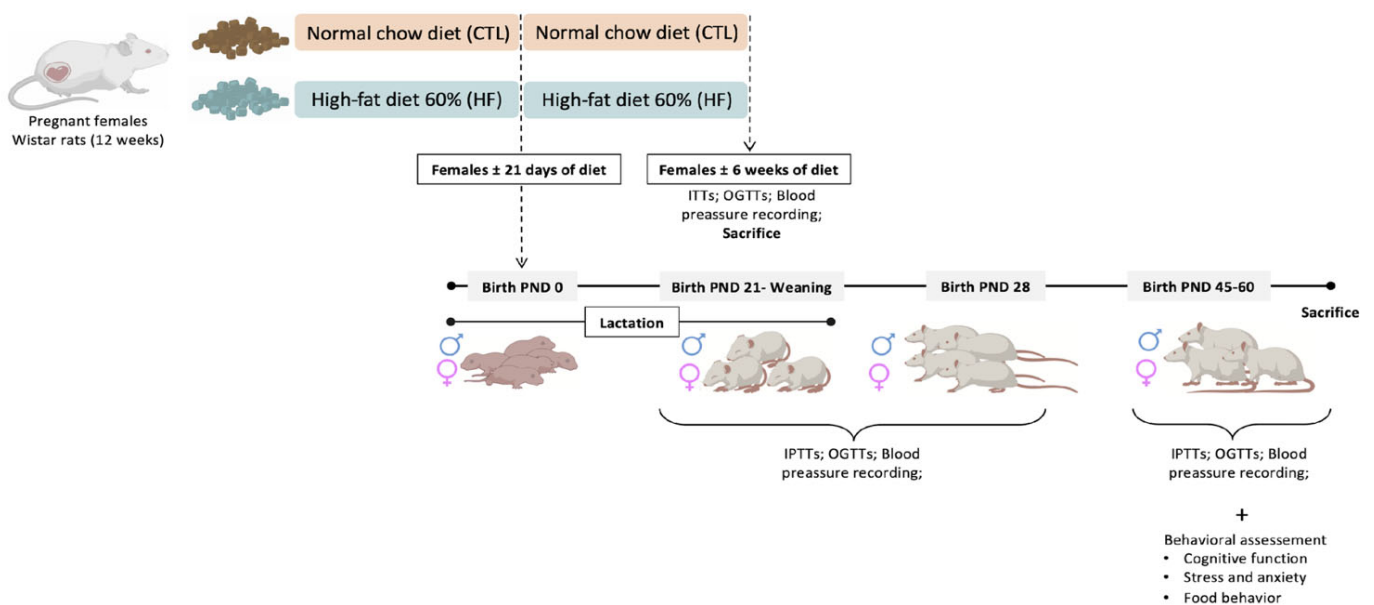 Normal chow diet (CTL)
Normal chow diet (CTL)
High-fat diet 60% (HF)
High-fat diet 60% (HF)
Pregnant females
Wistar rats (12 weeks)
Females ± 21 days of diet
Females ± 6 weeks of diet
ITTs; OGTTs; Blood
preassure recording;
Sacrifice
Birth PND 0
Birth PND 21- Weaning
Birth PND 28
Birth PND 45-60
Sacrifice
Lactation
IPTTs; OGTTs; Blood
preassure recording;
IPTTs; OGTTs; Blood
preassure recording;
+
Behavioral assessement
• Cognitive function
• Stress and anxiety
• Food behavior